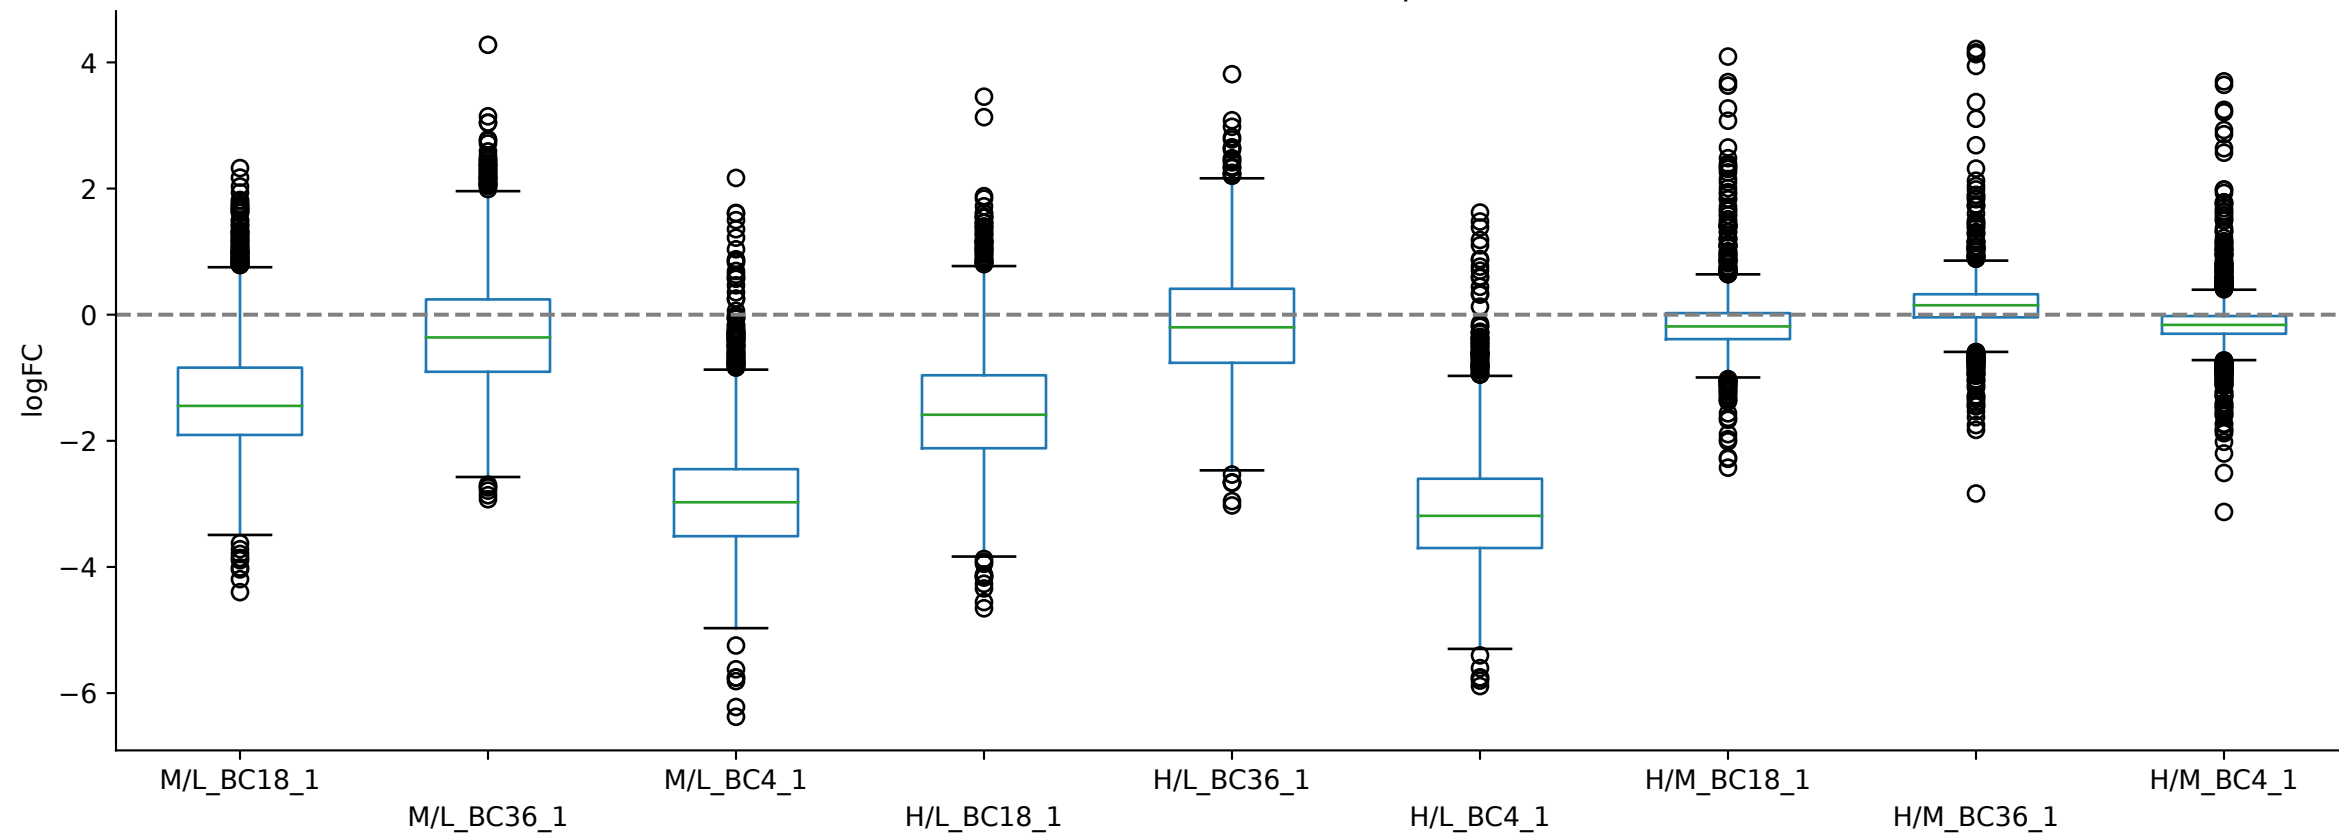 4
2
0
−2
−4
−6
logFC
M/L_BC18_1
M/L_BC36_1
M/L_BC4_1
H/L_BC18_1
H/L_BC36_1
H/L_BC4_1
H/M_BC18_1
H/M_BC36_1
H/M_BC4_1